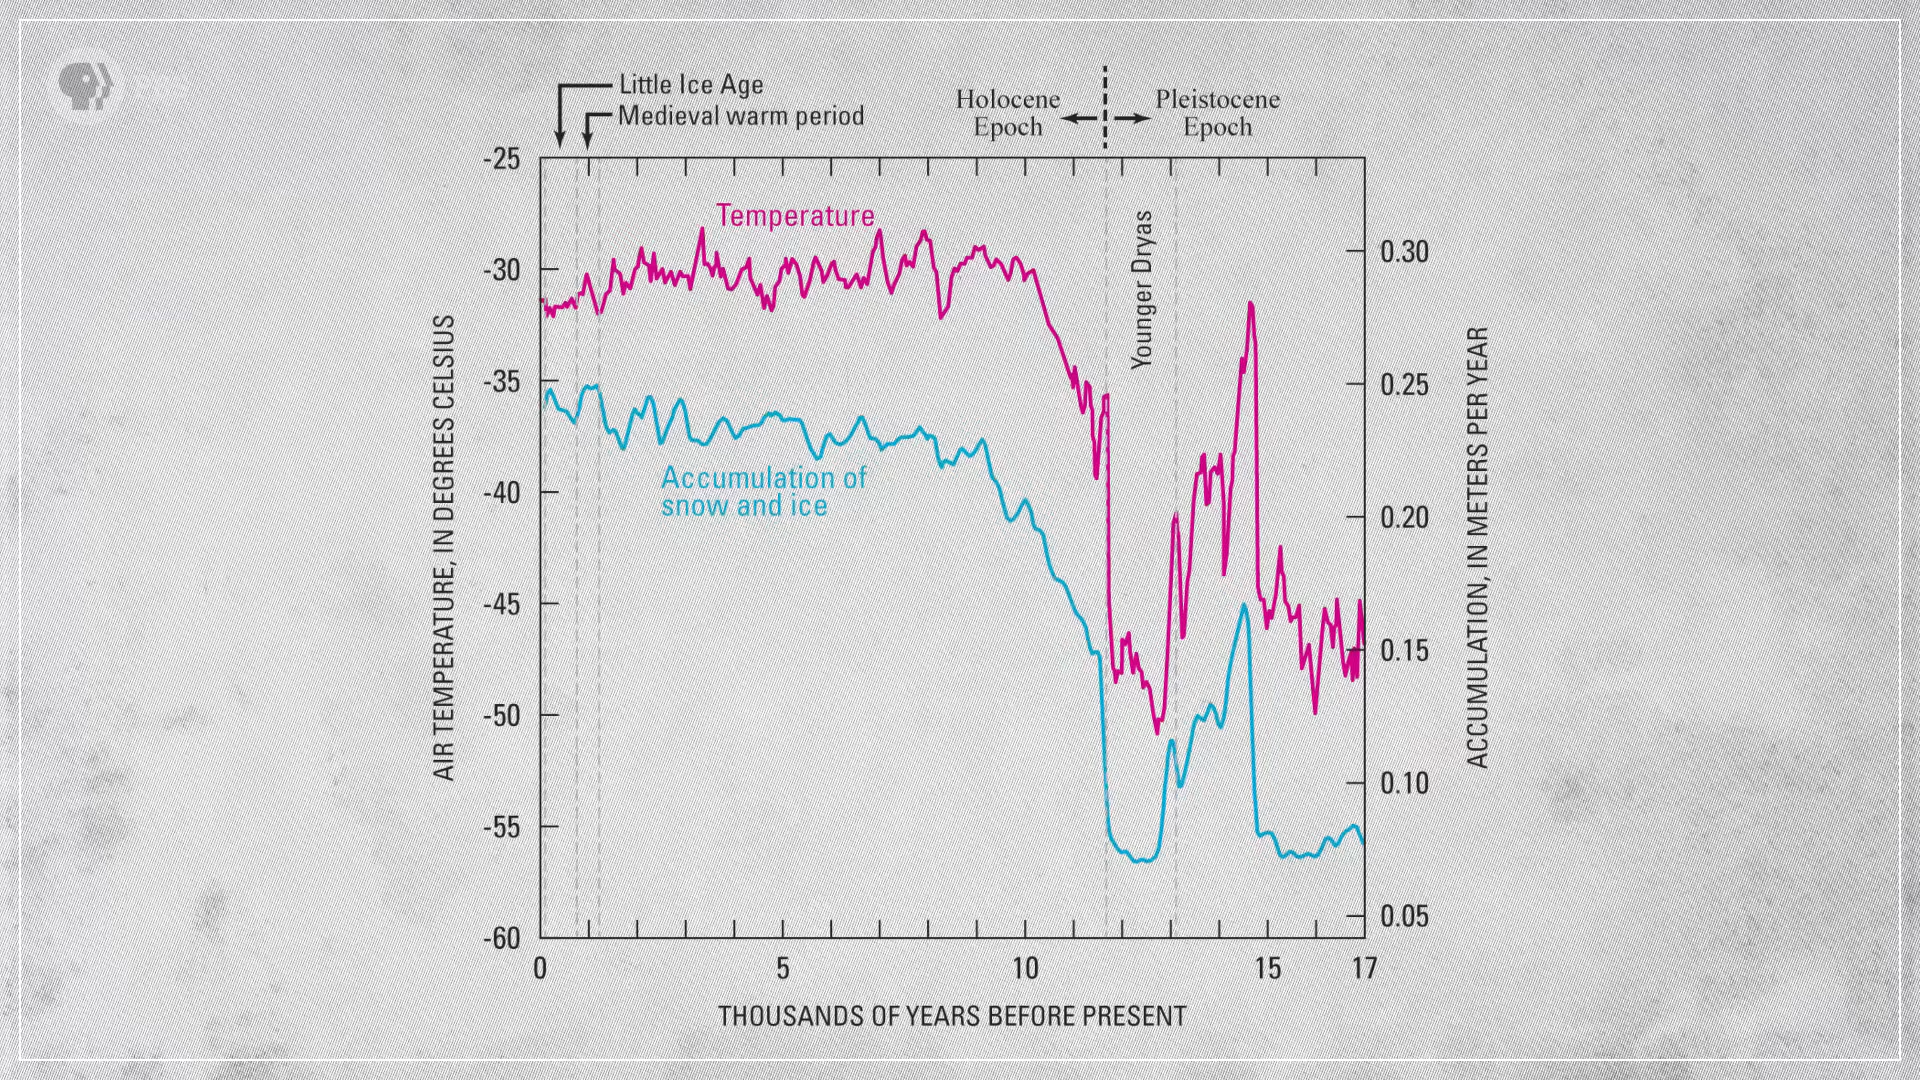 Little Ice Age
Medieval warm period
Holocene
Epoch
Pleistocene
Epoch
-25
-30
-35
-40
-45
-50
-55
-60
AIR TEMPERATURE, IN DEGREES CELSIUS
Temperature
Accumulation of
snow and ice
Younger Dryas
0.30
0.25
0.20
0.15
0.10
0.05
ACCUMULATION, IN METERS PER YEAR
0
5
10
15
17
THOUSANDS OF YEARS BEFORE PRESENT